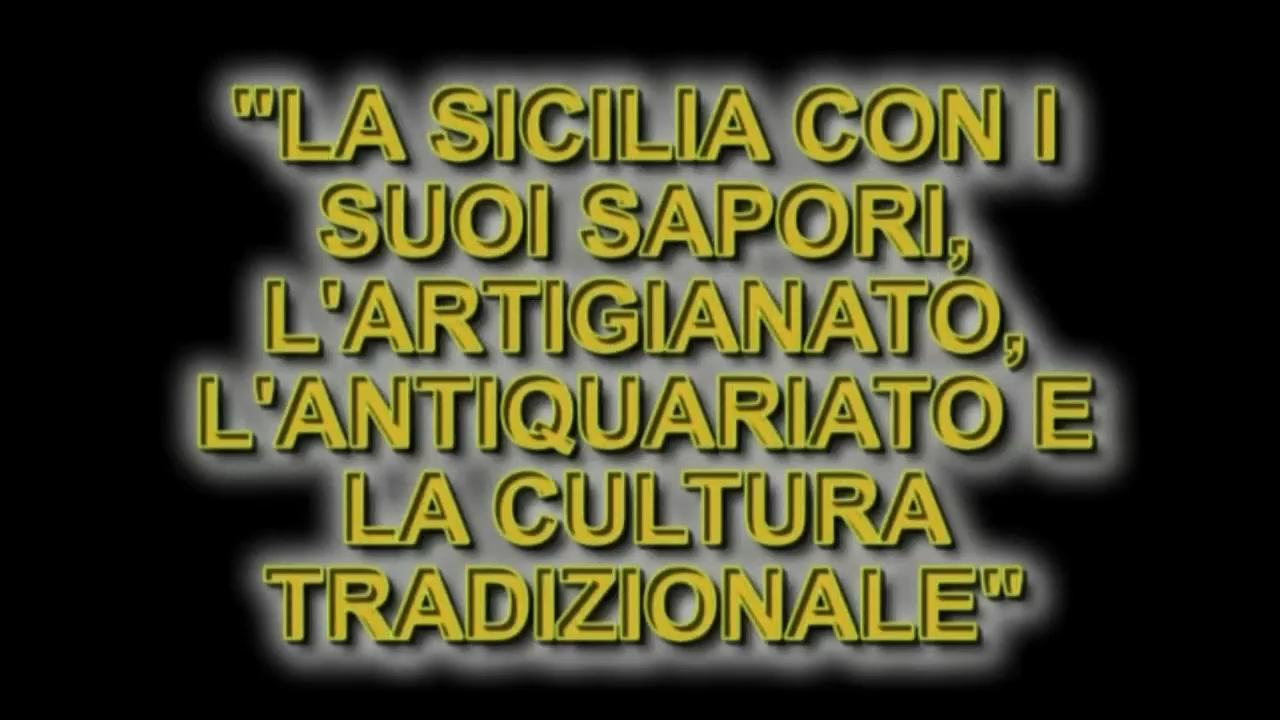 "LA SICILIA CON I
SUOI SAPORI,
L'ARTIGIANATO,
L'ANTIQUARIATO E
LA CULTURA
TRADIZIONALE"